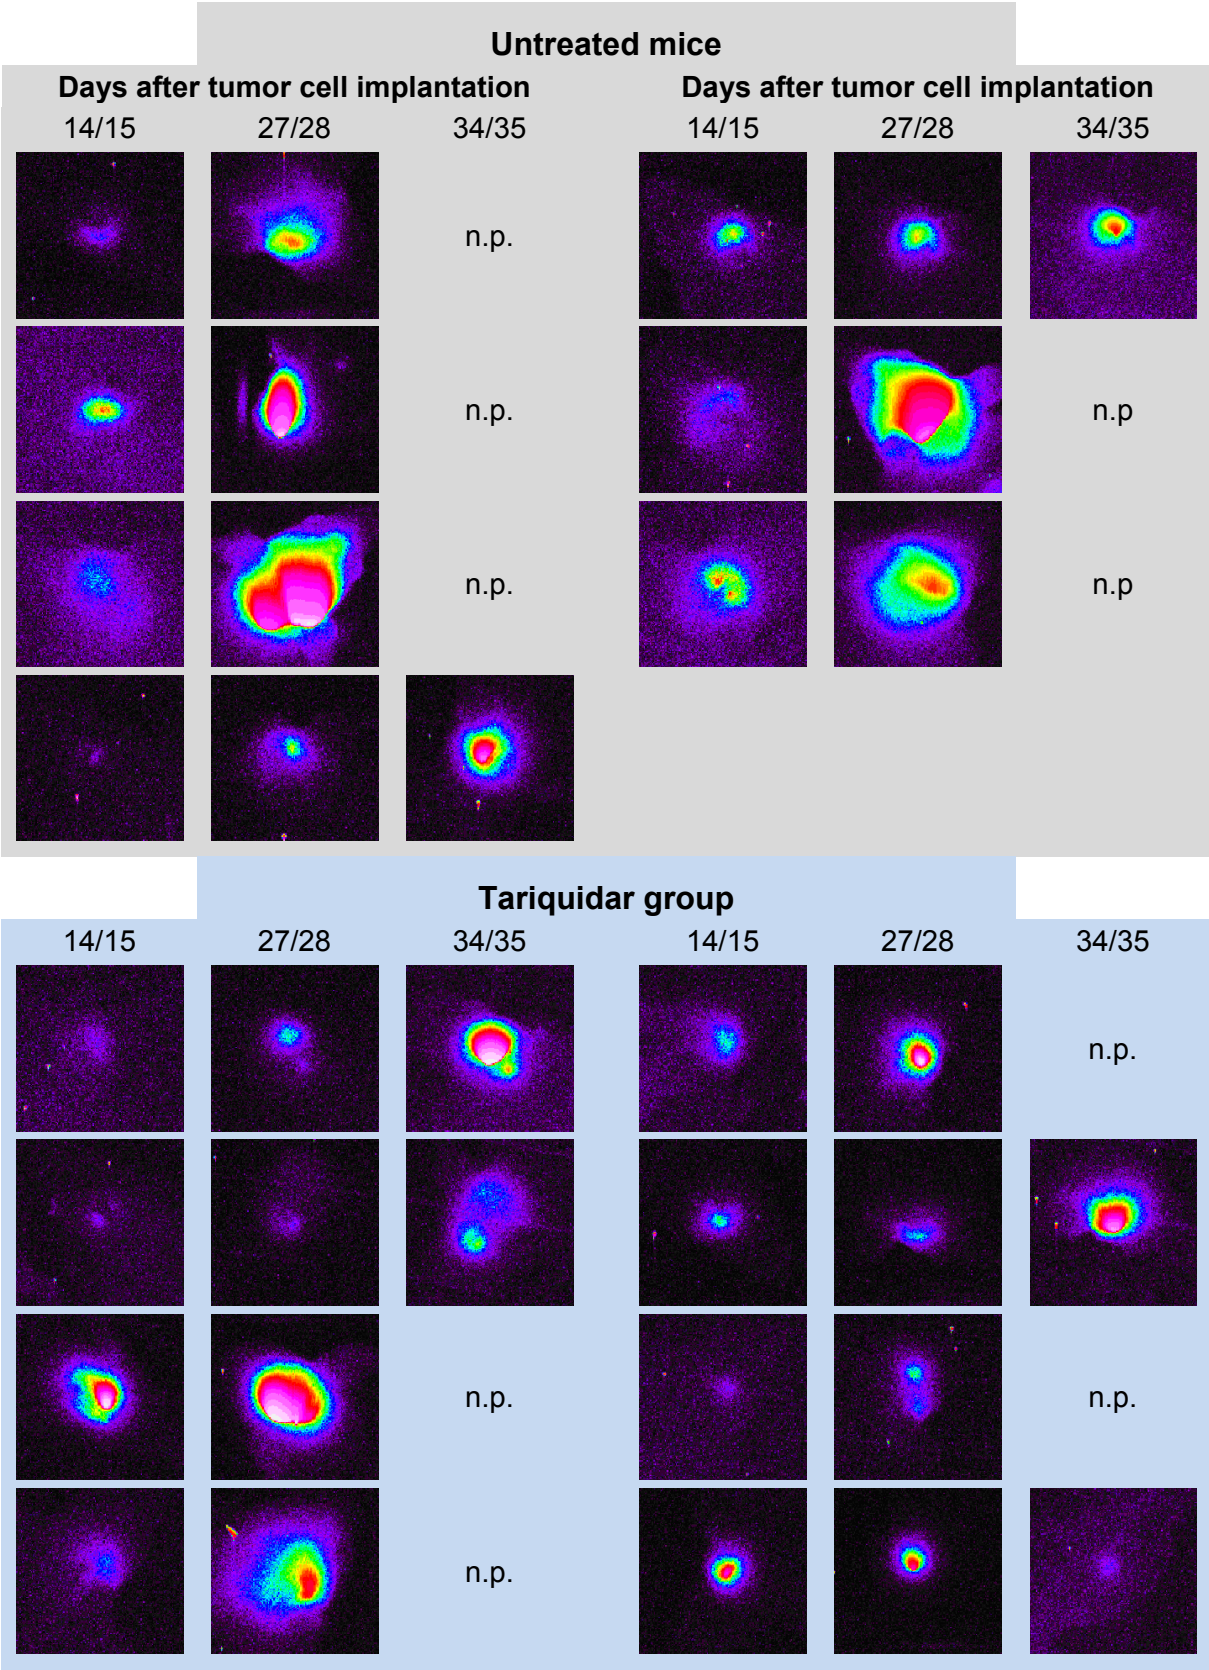 Untreated mice
Days after tumor cell implantation Days after tumor cell implantation
14/15 27/28 34/35 14/15 27/28 34/35
n.p.
n.p. n.p
n.p. n.p
Tariquidar group
14/15 27/28 34/35 14/15 27/28 34/35
n.p.
n.p. n.p.
n.p.